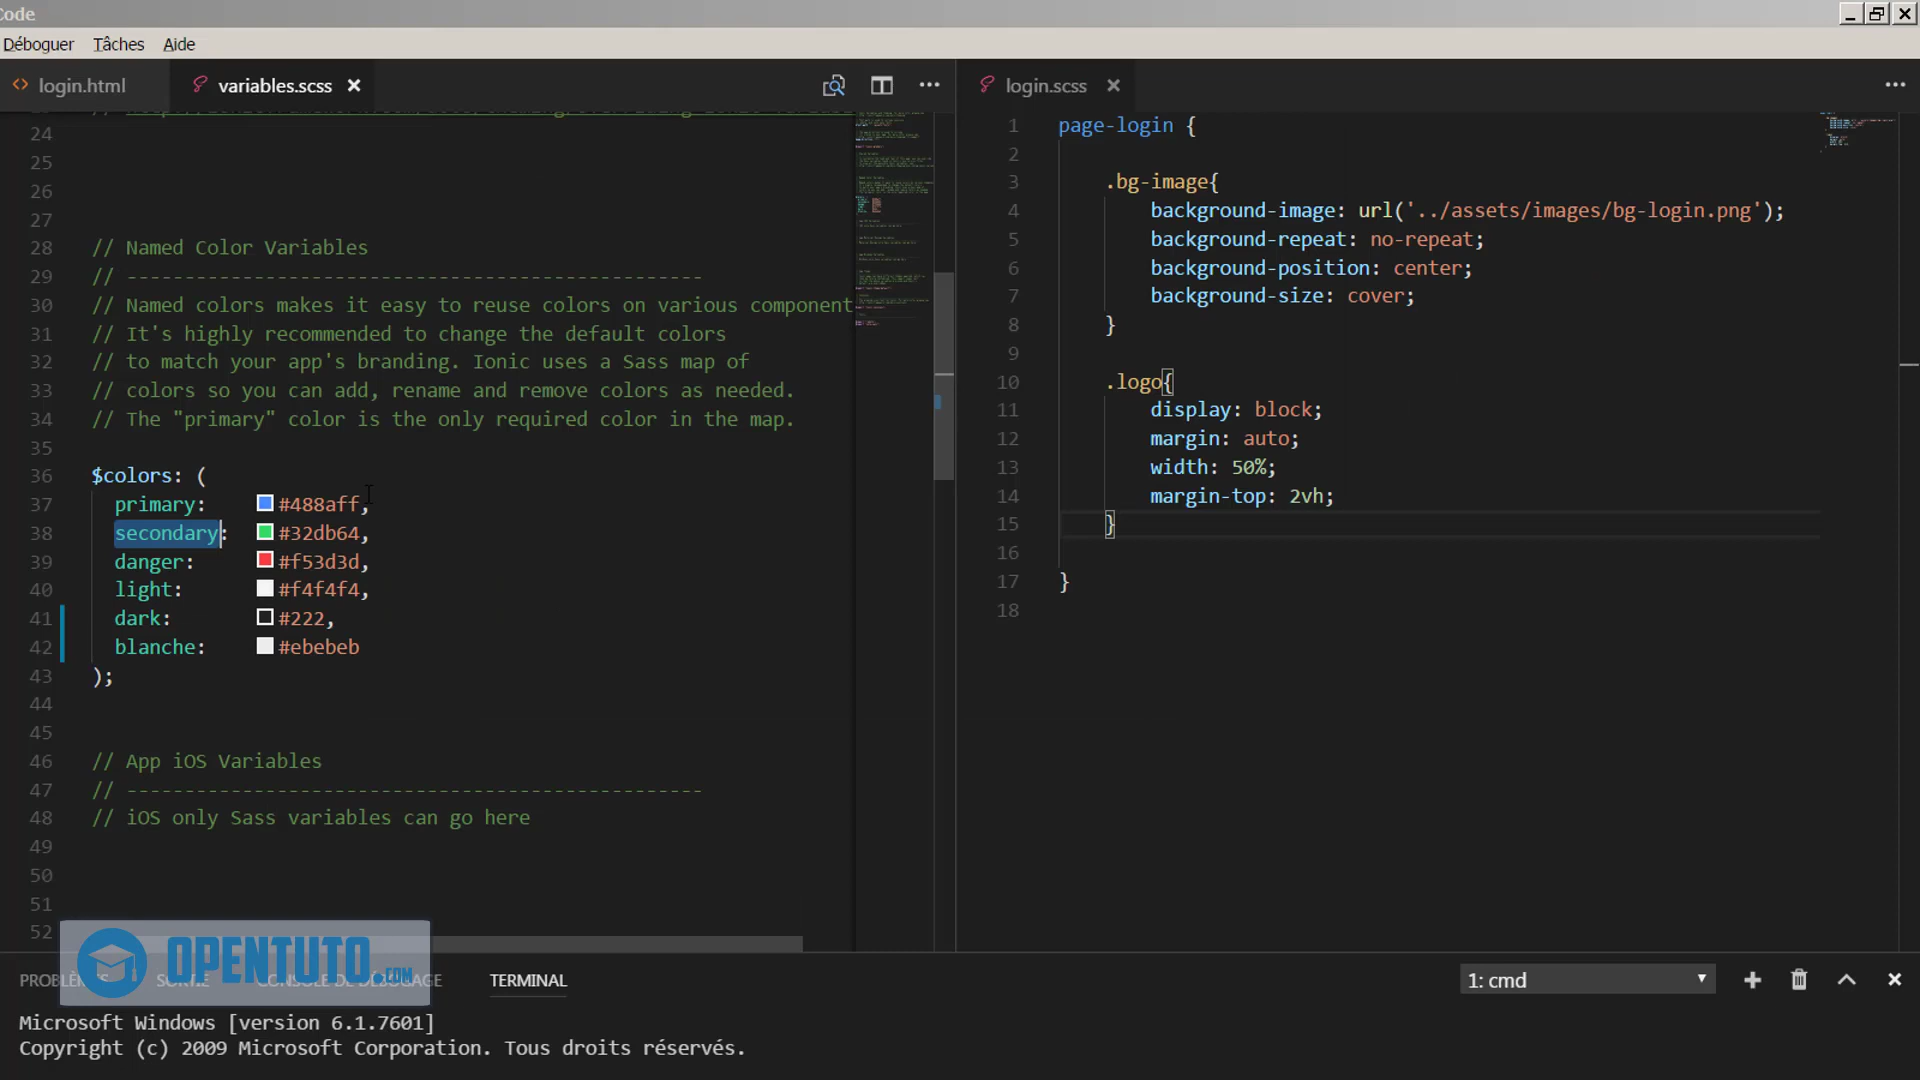 Code
Déboguer Tâches Aide
login.html
variables.scss
24
25
26
27
28 // Named Color Variables
29 // --------------------------------------------------
30 // Named colors makes it easy to reuse colors on various component
31 // It's highly recommended to change the default colors
32 // to match your app's branding. Ionic uses a Sass map of
33 // colors so you can add, rename and remove colors as needed.
34 // The "primary" color is the only required color in the map.
35
36 $colors: (
37 primary: #488aff,
38 secondary: #32db64,
39 danger: #f53d3d,
40 light: #f4f4f4,
41 dark: #222,
42 blanche: #ebebeb
43 );
44
45
46 // App iOS Variables
47 // --------------------------------------------------
48 // iOS only Sass variables can go here
49
50
51
52
login.scss
1 page-login {
2
3 .bg-image{
4 background-image: url('../assets/images/bg-login.png');
5 background-repeat: no-repeat;
6 background-position: center;
7 background-size: cover;
8 }
9
10 .logo{
11 display: block;
12 margin: auto;
13 width: 50%;
14 margin-top: 2vh;
15 }
16
17 }
18
OPENTUTO.COM
PROBLÈMES SORTIE CONSOLE DE DÉBOGAGE TERMINAL
1: cmd
Microsoft Windows [version 6.1.7601]
Copyright (c) 2009 Microsoft Corporation. Tous droits réservés.